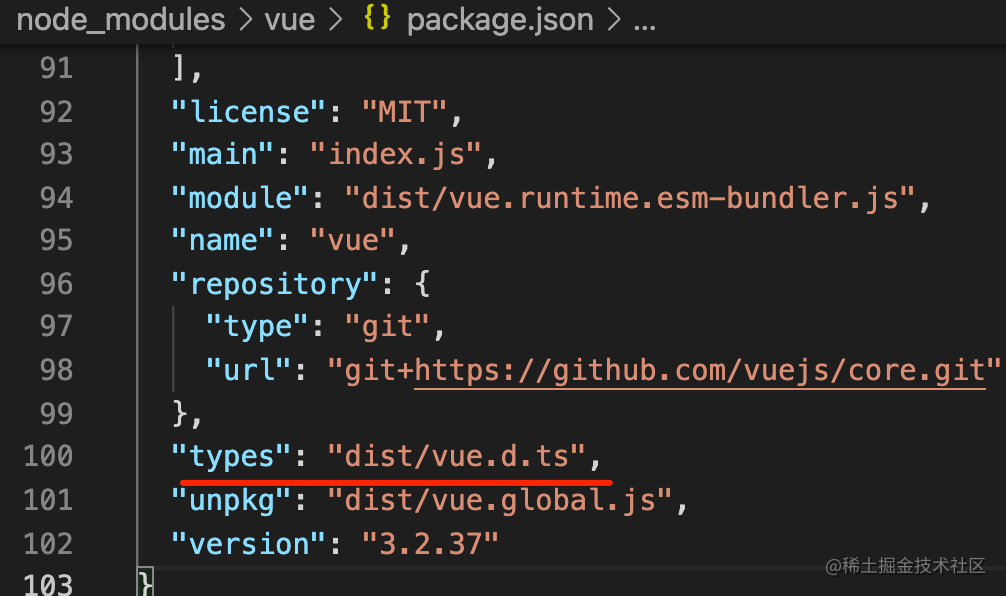 node_modules > vue > {} package.json > ...
91 ],
92 "license": "MIT",
93 "main": "index.js",
94 "module": "dist/vue.runtime.esm-bundler.js",
95 "name": "vue",
96 "repository": {
97 "type": "git",
98 "url": "git+https://github.com/vuejs/core.git"
99 },
100 "types": "dist/vue.d.ts",
101 "unpkg": "dist/vue.global.js",
102 "version": "3.2.37"
103 }
@稀土掘金技术社区